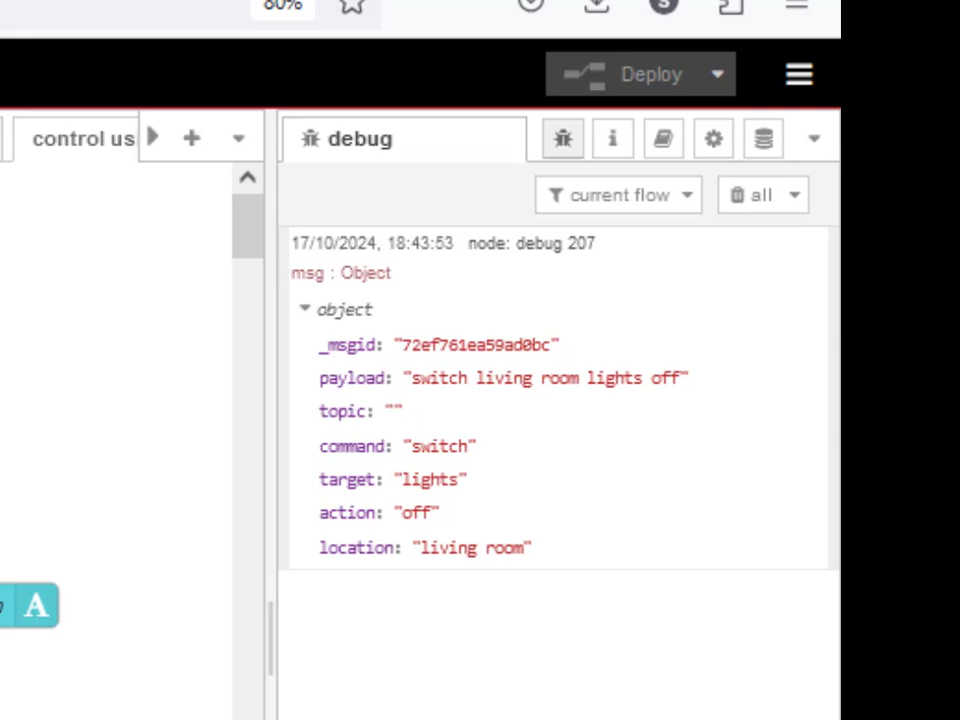 80%
S
Deploy
control us
debug
i
current flow
all
17/10/2024, 18:43:53 node: debug 207
msg : Object
object
_msgid: "72ef761ea59ad0bc"
payload: "switch living room lights off"
topic: ""
command: "switch"
target: "lights"
action: "off"
location: "living room"
A